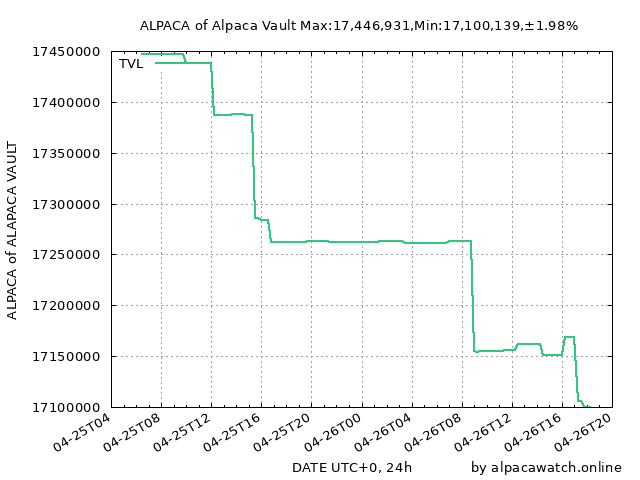 ALPACA of Alpaca Vault Max:17,446,931,Min:17,100,139,±1.98%
17450000
TVL
17400000
17350000
17300000
17250000
17200000
17150000
17100000
ALPACA of ALAPACA VAULT
04-25T04
04-25T08
04-25T12
04-25T16
04-25T20
04-26T00
04-26T04
04-26T08
04-26T12
04-26T16
04-26T20
DATE UTC+0, 24h
by alpacawatch.online